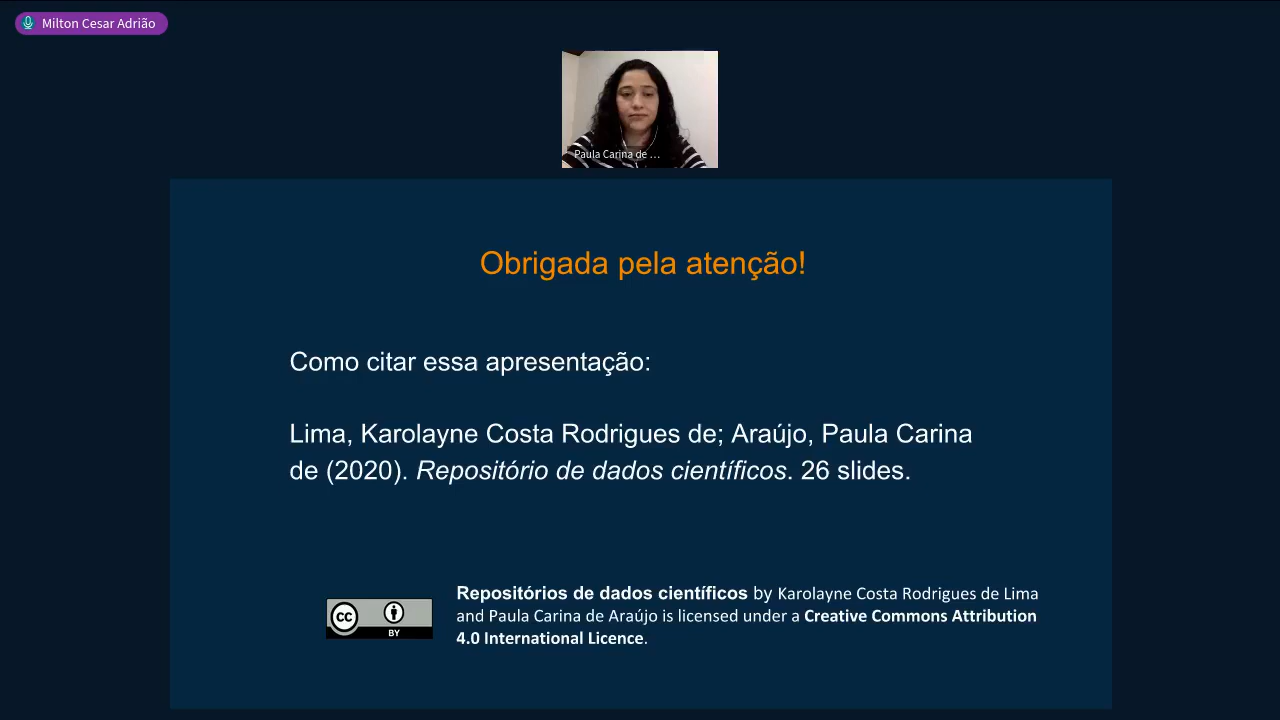 Milton Cesar Adrião
Paula Carina de ...
Obrigada pela atenção!
Como citar essa apresentação:
Lima, Karolayne Costa Rodrigues de; Araújo, Paula Carina
de (2020). Repositório de dados científicos. 26 slides.
Repositórios de dados científicos by Karolayne Costa Rodrigues de Lima
and Paula Carina de Araújo is licensed under a Creative Commons Attribution
4.0 International Licence.
cc
BY